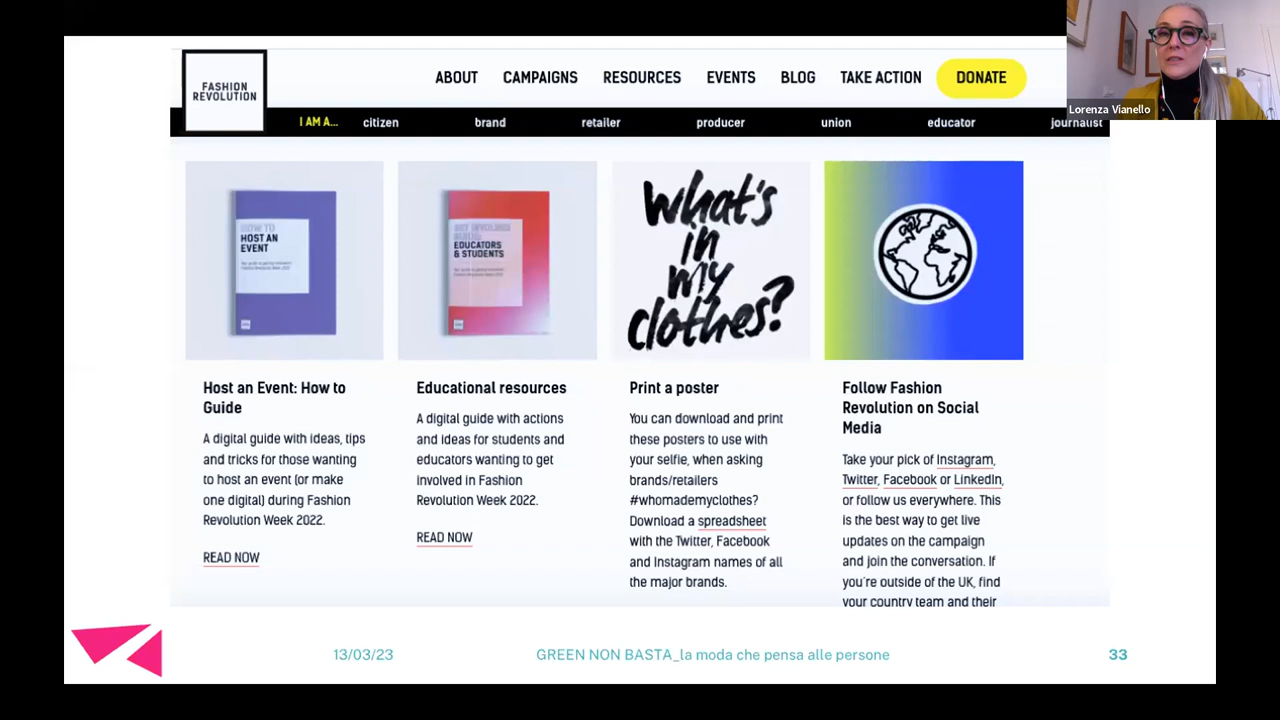 Lorenza Vianello
FASHION
REVOLUTION
ABOUT CAMPAIGNS RESOURCES EVENTS BLOG TAKE ACTION DONATE
I AM A... citizen brand retailer producer union educator journalist
HOW TO
HOST AN
EVENT
EDUCATORS
& STUDENTS
what's
in
my
clothes?
Host an Event: How to
Guide
A digital guide with ideas, tips
and tricks for those wanting
to host an event (or make
one digital) during Fashion
Revolution Week 2022.
READ NOW
Educational resources
A digital guide with actions
and ideas for students and
educators wanting to get
involved in Fashion
Revolution Week 2022.
READ NOW
Print a poster
You can download and print
these posters to use with
your selfie, when asking
brands/retailers
#whomademyclothes?
Download a spreadsheet
with the Twitter, Facebook
and Instagram names of all
the major brands.
Follow Fashion
Revolution on Social
Media
Take your pick of Instagram,
Twitter, Facebook or LinkedIn,
or follow us everywhere. This
is the best way to get live
updates on the campaign
and join the conversation. If
you're outside of the UK, find
your country team and their
13/03/23 GREEN NON BASTA_la moda che pensa alle persone 33